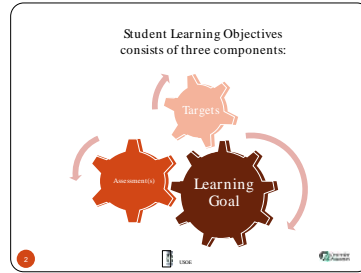 Student Learning Objectives
consists of three components:
Targets
Assessment(s)
Learning
Goal
2
USOE